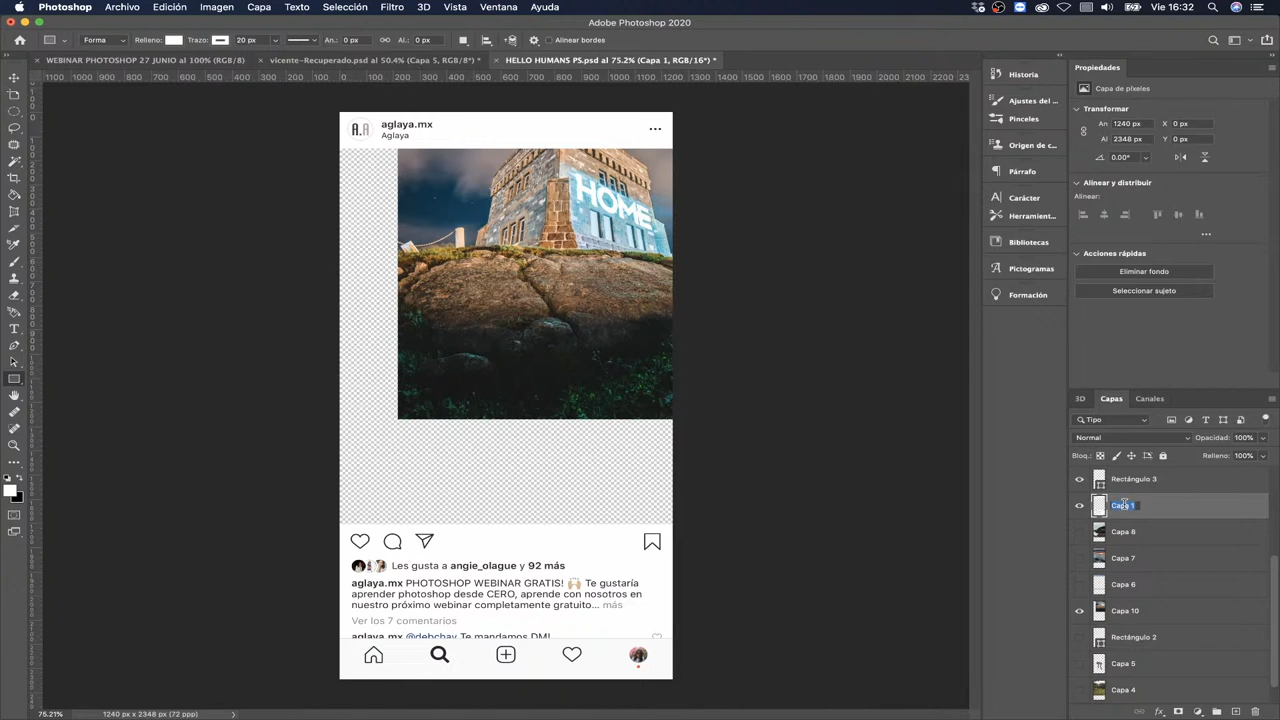 Photoshop Archivo Edición Imagen Capa Texto Selección Filtro 3D Vista Ventana Ayuda Vie 16:32
Adobe Photoshop 2020
Forma Relleno: Trazo: 20 px An.: 0 px Al.: 0 px Alinear bordes
WEBINAR PHOTOSHOP 27 JUNIO al 100% (RGB/8) vicente-Recuperado.psd al 50.4% (Capa 5, RGB/8*) * HELLO HUMANS PS.psd al 75.2% (Capa 1, RGB/16*) *
1100 1000 900 800 700 600 500 400 300 200 100 0 100 200 300 400 500 600 700 800 900 1000 1100 1200 1300 1400 1500 1600 1700 1800 1900 2000 2100 2200
A.A
aglaya.mx
Aglaya
HOME
Les gusta a angie_olague y 92 más
aglaya.mx PHOTOSHOP WEBINAR GRATIS! 🙌🏼 Te gustaría
aprender photoshop desde CERO, aprende con nosotros en
nuestro próximo webinar completamente gratuito... más
Ver los 7 comentarios
aglaya.mx @debchav Te mandamos DM!
75.21% 1240 px x 2348 px (72 ppp)
Historia
Ajustes del ...
Pinceles
Origen de c...
Párrafo
Carácter
Herramient...
Bibliotecas
Pictogramas
Formación
Propiedades
Capa de píxeles
Transformar
An 1240 px X 0 px
Al 2348 px Y 0 px
0.00°
Alinear y distribuir
Alinear:
Acciones rápidas
Eliminar fondo
Seleccionar sujeto
3D Capas Canales
Tipo
Normal Opacidad: 100%
Bloq.: Relleno: 100%
Rectángulo 3
Capa 1
Capa 8
Capa 7
Capa 6
Capa 10
Rectángulo 2
Capa 5
Capa 4